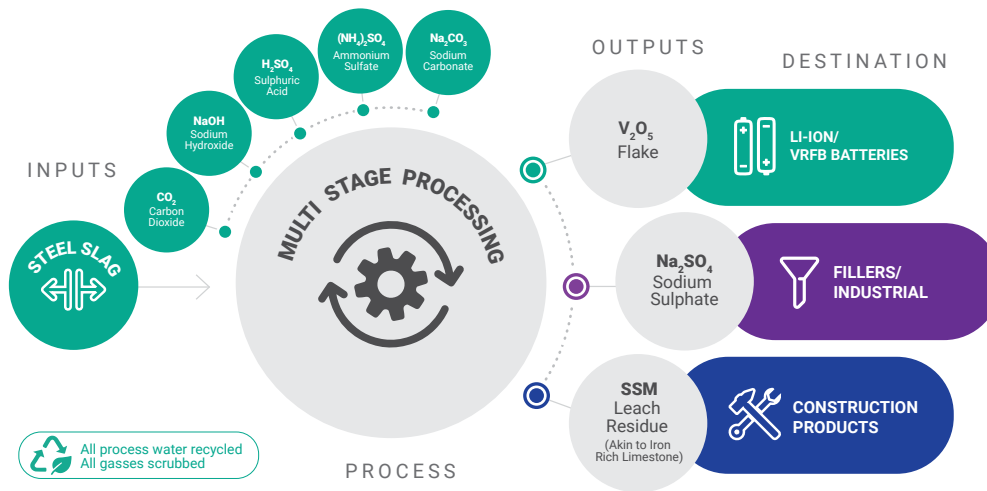 INPUTS
STEEL SLAG
CO₂
Carbon
Dioxide
NaOH
Sodium
Hydroxide
H₂SO₄
Sulphuric
Acid
(NH₄)₂SO₄
Ammonium
Sulfate
Na₂CO₃
Sodium
Carbonate
MULTI STAGE PROCESSING
PROCESS
OUTPUTS
DESTINATION
V₂O₅
Flake
LI-ION/
VRFB BATTERIES
Na₂SO₄
Sodium
Sulphate
FILLERS/
INDUSTRIAL
SSM
Leach
Residue
(Akin to Iron
Rich Limestone)
CONSTRUCTION
PRODUCTS
All process water recycled
All gasses scrubbed